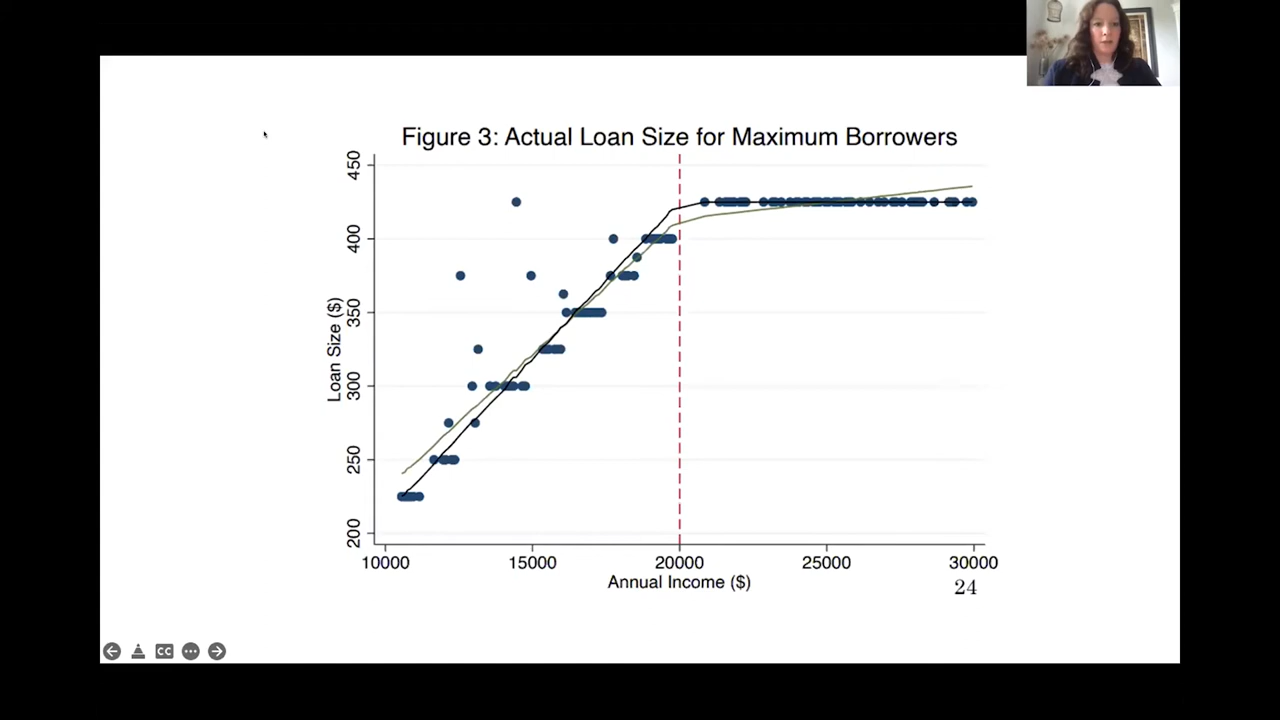 Figure 3: Actual Loan Size for Maximum Borrowers
450
400
350
300
250
200
Loan Size ($)
10000 15000 20000 25000 30000
Annual Income ($)
24
CC